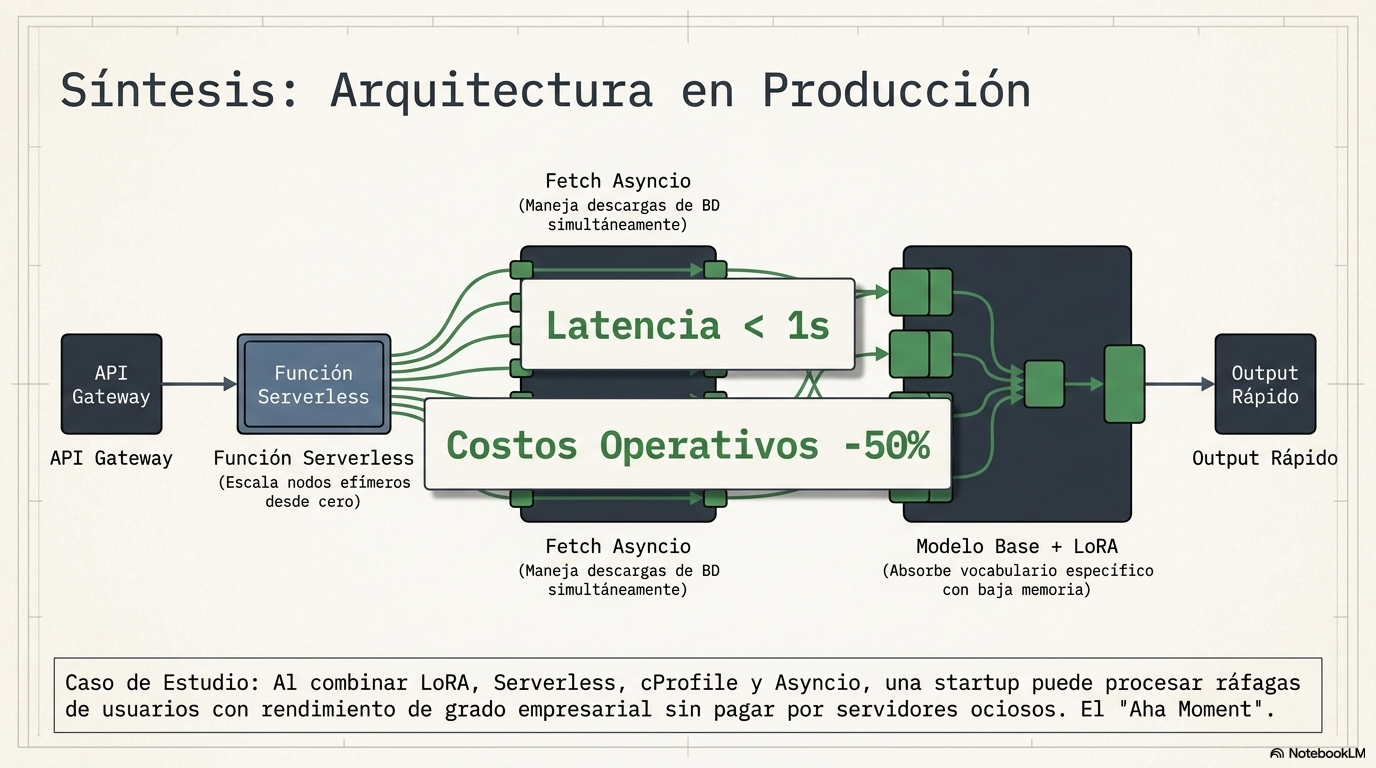 Síntesis: Arquitectura en Producción
Fetch Asyncio
(Maneja descargas de BD
simultáneamente)
API
Gateway
API Gateway
Función
Serverless
Función Serverless
(Escala nodos efímeros
desde cero)
Latencia < 1s
Costos Operativos -50%
Fetch Asyncio
(Maneja descargas de BD
simultáneamente)
Modelo Base + LoRA
(Absorbe vocabulario específico
con baja memoria)
Output
Rápido
Output Rápido
Caso de Estudio: Al combinar LoRA, Serverless, cProfile y Asyncio, una startup puede procesar ráfagas
de usuarios con rendimiento de grado empresarial sin pagar por servidores ociosos. El "Aha Moment".
NotebookLM